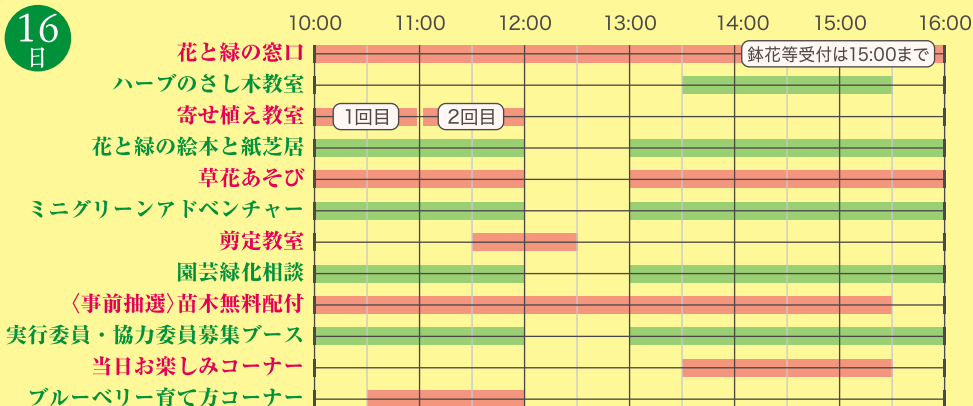 16
日
10:00 11:00 12:00 13:00 14:00 15:00 16:00
花と緑の窓口
鉢花等受付は15:00まで
ハーブのさし木教室
寄せ植え教室
1回目 2回目
花と緑の絵本と紙芝居
草花あそび
ミニグリーンアドベンチャー
剪定教室
園芸緑化相談
〈事前抽選〉苗木無料配付
実行委員・協力委員募集ブース
当日お楽しみコーナー
ブルーベリー育て方コーナー